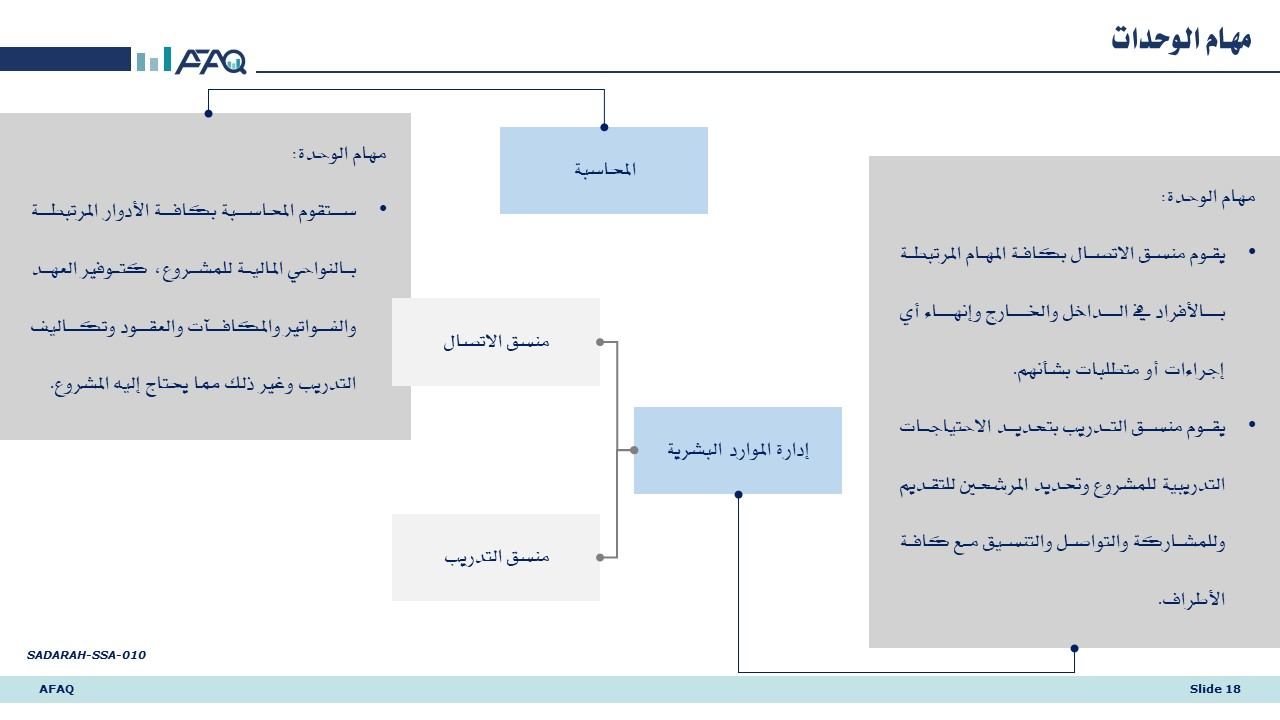 مهام الوحدات
AFAQ
المحاسبة
مهام الوحدة:
• يقوم منسق الاتصال بكافة المهام المرتبطة
بالأفراد في الداخل والخارج وإنهاء أي
إجراءات أو متطلبات بشأنهم.
• يقوم منسق التدريب بتحديد الاحتياجات
التدريبية للمشروع وتحديد المرشحين للتقديم
وللمشاركة والتواصل والتنسيق مع كافة
الأطراف.
إدارة الموارد البشرية
منسق الاتصال
منسق التدريب
مهام الوحدة:
• ستقوم المحاسبة بكافة الأدوار المرتبطة
بالنواحي المالية للمشروع، كتوفير العهد
والفواتير والمكافآت والعقود وتكاليف
التدريب وغير ذلك مما يحتاج إليه المشروع.
SADARAH-SSA-010
AFAQ
Slide 18